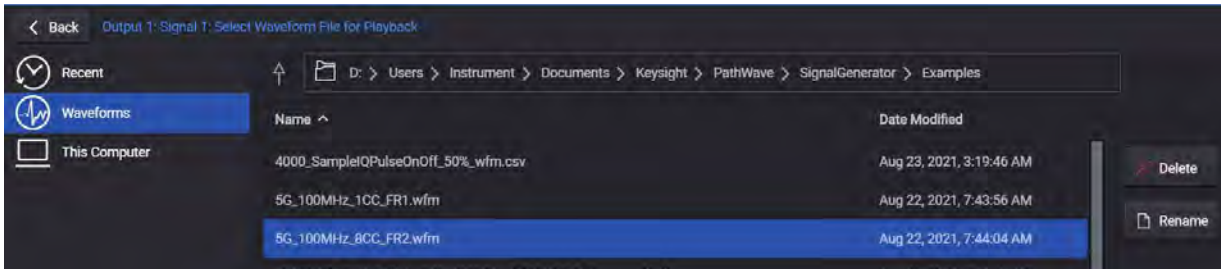 Back Output 1: Signal 1: Select Waveform File for Playback
Recent
Waveforms
This Computer
D: > Users > Instrument > Documents > Keysight > PathWave > SignalGenerator > Examples
Name Date Modified
4000_SampleIQPulseOnOff_50%_wfm.csv Aug 23, 2021, 3:19:46 AM
5G_100MHz_1CC_FR1.wfm Aug 22, 2021, 7:43:56 AM
5G_100MHz_8CC_FR2.wfm Aug 22, 2021, 7:44:04 AM
Delete
Rename